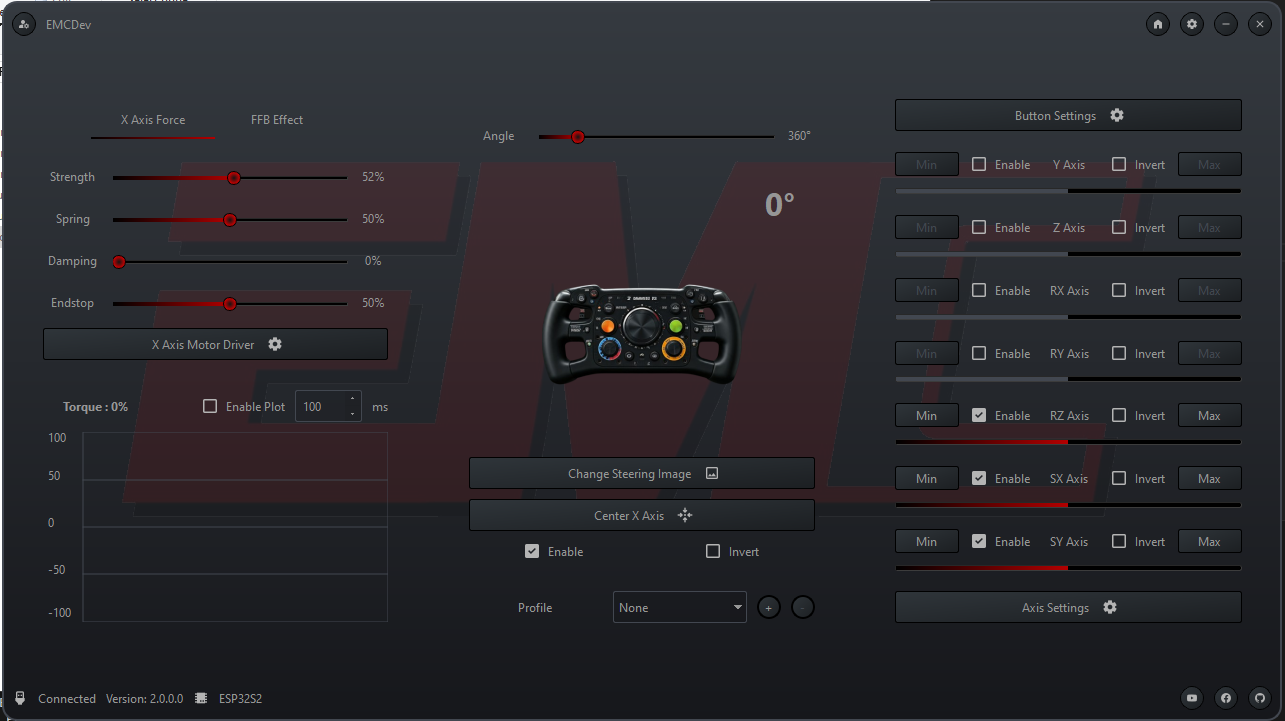 EMCDev
X Axis Force
FFB Effect
Strength 52%
Spring 50%
Damping 0%
Endstop 50%
X Axis Motor Driver
Torque : 0%
Enable Plot 100 ms
100
50
0
-50
-100
Angle 360°
0°
Change Steering Image
Center X Axis
Enable Invert
Profile None + -
Button Settings
Min Enable Y Axis Invert Max
Min Enable Z Axis Invert Max
Min Enable RX Axis Invert Max
Min Enable RY Axis Invert Max
Min Enable RZ Axis Invert Max
Min Enable SX Axis Invert Max
Min Enable SY Axis Invert Max
Axis Settings
Connected Version: 2.0.0.0 ESP32S2
EMC